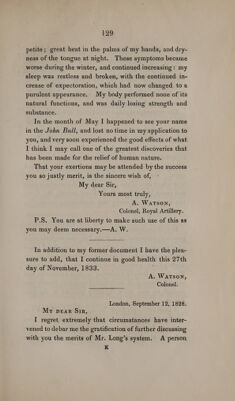 129
petite; great heat in the palms of my hands, and dry-
ness of the tongue at night. These symptoms became
worse during the winter, and continued increasing: my
sleep was restless and broken, with the continued in-
crease of expectoration, which had now changed to a
purulent appearance. My body performed none of its
natural functions, and was daily losing strength and
substance.
In the month of May I happened to see your name
in the John Bull, and lost no time in my application to
you, and very soon experienced the good effects of what
I think I may call one of the greatest discoveries that
has been made for the relief of human nature.
That your exertions may be attended by the success
you so justly merit, is the sincere wish of,
My dear Sir,
Yours most truly,
A. Watson,
Colonel, Royal Artillery.
P.S. You are at liberty to make such use of this as
you may deem necessary.—A. W.
In addition to my former document I have the plea-
sure to add, that I continue in good health this 27th
day of November, 1833.
A. Watson,
Colonel.
London, September 12, 1828.
My dear Sir,
I regret extremely that circumstances have inter-
vened to debar me the gratification of further discussing
with you the merits of Mr. Long's system. A person
K